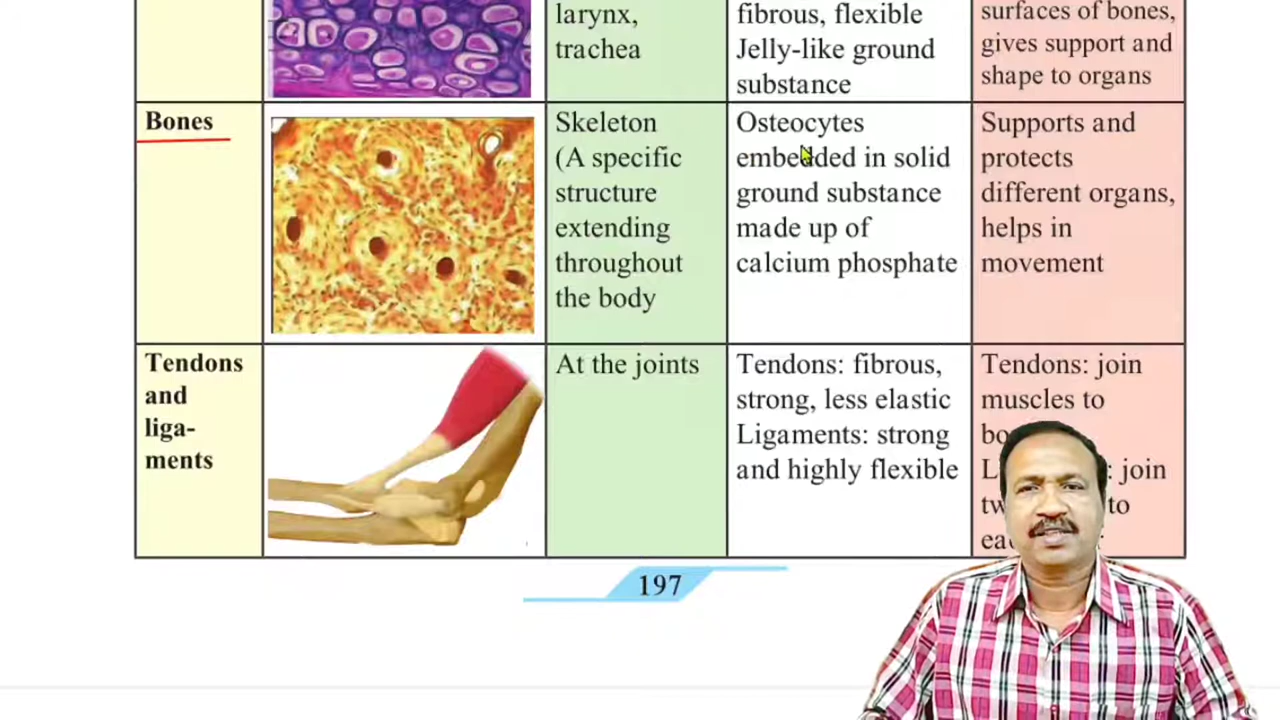 larynx,
trachea
fibrous, flexible
Jelly-like ground
substance
surfaces of bones,
gives support and
shape to organs
Bones
Skeleton
(A specific
structure
extending
throughout
the body
Osteocytes
embedded in solid
ground substance
made up of
calcium phosphate
Supports and
protects
different organs,
helps in
movement
Tendons
and
liga-
ments
At the joints
Tendons: fibrous,
strong, less elastic
Ligaments: strong
and highly flexible
Tendons: join
muscles to
: join
to
197